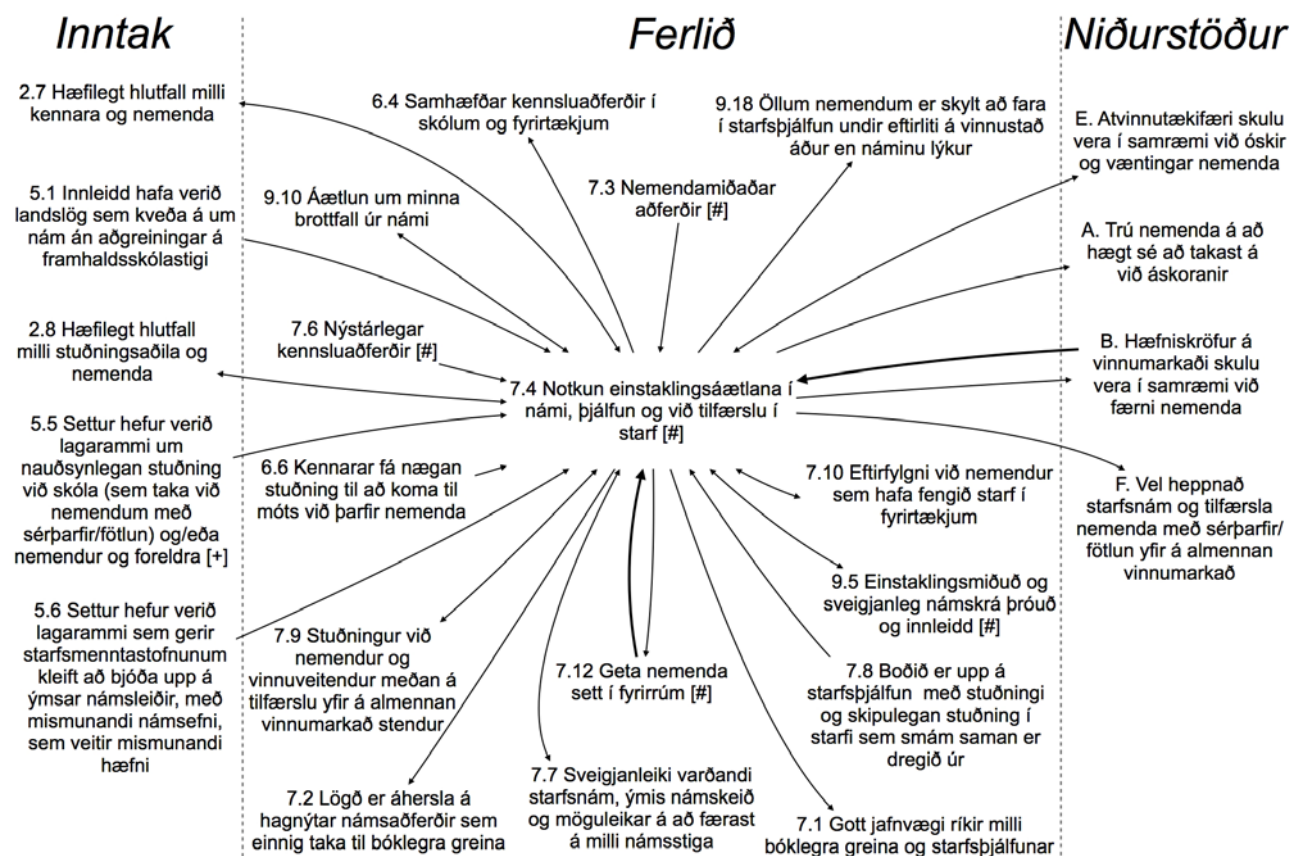 Inntak
Ferlið
Niðurstöður
2.7 Hæfilegt hlutfall milli
kennara og nemenda
5.1 Innleidd hafa verið
landslög sem kveða á um
nám án aðgreiningar á
framhaldsskólastigi
2.8 Hæfilegt hlutfall
milli stuðningsaðila og
nemenda
5.5 Settur hefur verið
lagarammi um
nauðsynlegan stuðning
við skóla (sem taka við
nemendum með
sérþarfir/fötlun) og/eða
nemendur og foreldra [+]
5.6 Settur hefur verið
lagarammi sem gerir
starfsmenntastofnunum
kleift að bjóða upp á
ýmsar námsleiðir, með
mismunandi námsefni,
sem veitir mismunandi
hæfni
6.4 Samhæfðar kennsluaðferðir í
skólum og fyrirtækjum
9.18 Öllum nemendum er skylt að fara
í starfsþjálfun undir eftirliti á vinnustað
áður en náminu lýkur
9.10 Áætlun um minna
brottfall úr námi
7.3 Nemendamiðaðar
aðferðir [#]
7.6 Nýstárlegar
kennsluaðferðir [#]
7.4 Notkun einstaklingsáætlana í
námi, þjálfun og við tilfærslu í
starf [#]
6.6 Kennarar fá nægan
stuðning til að koma til
móts við þarfir nemenda
7.10 Eftirfylgni við nemendur
sem hafa fengið starf í
fyrirtækjum
9.5 Einstaklingsmiðuð og
sveigjanleg námskrá þróuð
og innleidd [#]
7.9 Stuðningur við
nemendur og
vinnuveitendur meðan á
tilfærslu yfir á almennan
vinnumarkað stendur
7.12 Geta nemenda
sett í fyrirrúm [#]
7.8 Boðið er upp á
starfsþjálfun með stuðningi
og skipulegan stuðning í
starfi sem smám saman er
dregið úr
7.2 Lögð er áhersla á
hagnýtar námsaðferðir sem
einnig taka til bóklegra greina
7.7 Sveigjanleiki varðandi
starfsnám, ýmis námskeið
og möguleikar á að færast
á milli námsstiga
7.1 Gott jafnvægi ríkir milli
bóklegra greina og starfsþjálfunar
E. Atvinnutækifæri skulu
vera í samræmi við óskir
og væntingar nemenda
A. Trú nemenda á að
hægt sé að takast á
við áskoranir
B. Hæfniskröfur á
vinnumarkaði skulu
vera í samræmi við
færni nemenda
F. Vel heppnað
starfsnám og tilfærsla
nemenda með sérþarfir/
fötlun yfir á almennan
vinnumarkað